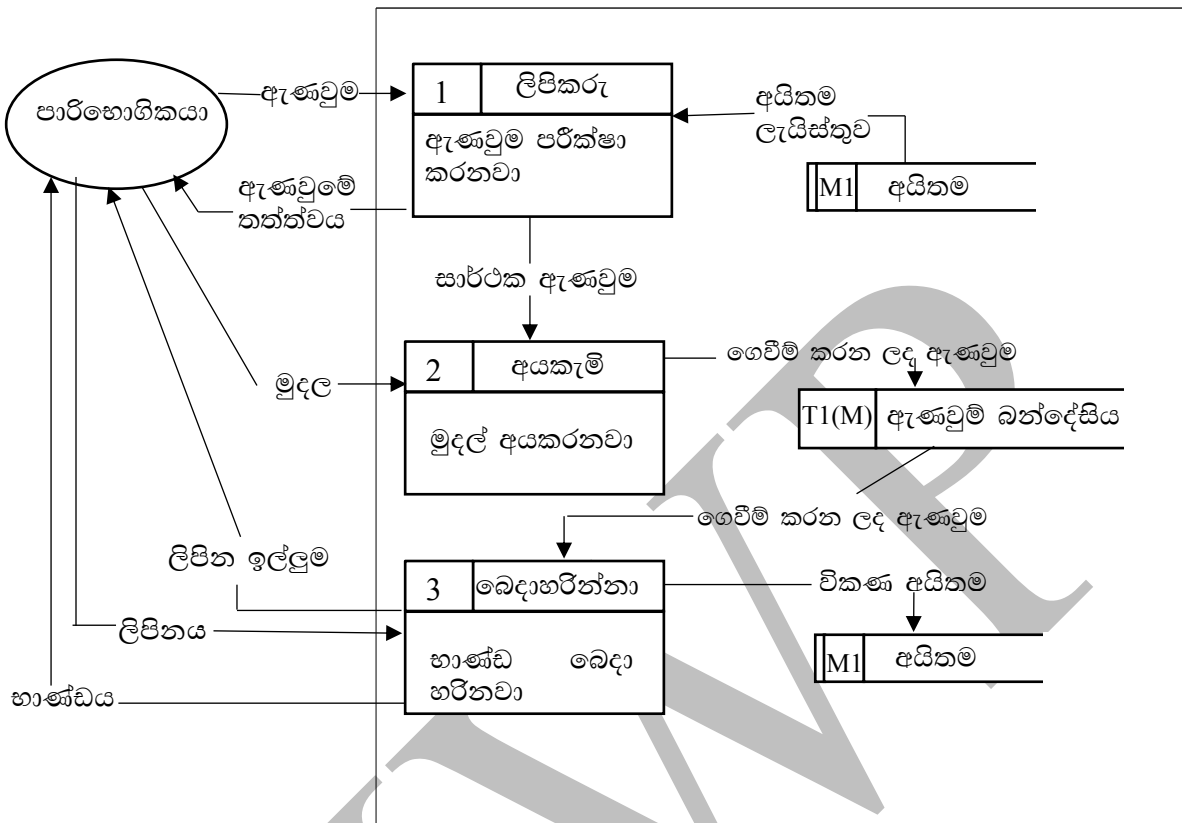 පාරිභොගිකයා
ඇණවුම
1 ලිපිකරු
ඇණවුම පරීක්ෂා
කරනවා
අයිතම
ලැයිස්තුව
M1 අයිතම
ඇණවුමේ
තත්ත්වය
සාර්ථක ඇණවුම
2 අයකැමි
මුදල් අයකරනවා
මුදල
ගෙවීම් කරන ලද ඇණවුම
T1(M) ඇණවුම් බන්දේසිය
ගෙවීම් කරන ලද ඇණවුම
ලිපින ඉල්ලුම
3 බෙදාහරින්නා
භාණ්ඩ බෙදා
හරිනවා
විකණ අයිතම
M1 අයිතම
ලිපිනය
භාණ්ඩය
WP